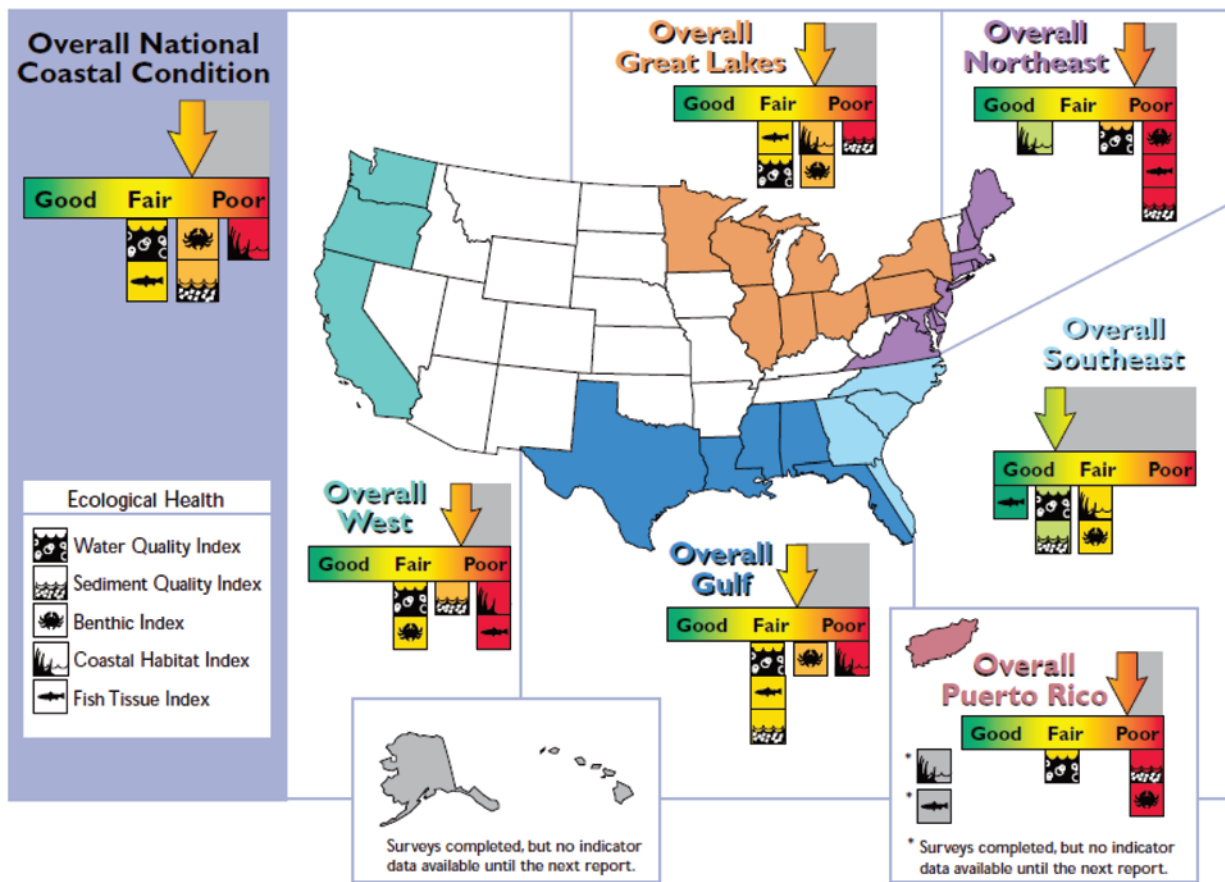 Overall National
Coastal Condition
Good Fair Poor
Ecological Health
Water Quality Index
Sediment Quality Index
Benthic Index
Coastal Habitat Index
Fish Tissue Index
Overall
Great Lakes
Good Fair Poor
Overall
Northeast
Good Fair Poor
Overall
Southeast
Good Fair Poor
Overall
West
Good Fair Poor
Overall
Gulf
Good Fair Poor
Overall
Puerto Rico
Good Fair Poor
*
*
* Surveys completed, but no indicator
data available until the next report.
Surveys completed, but no indicator
data available until the next report.